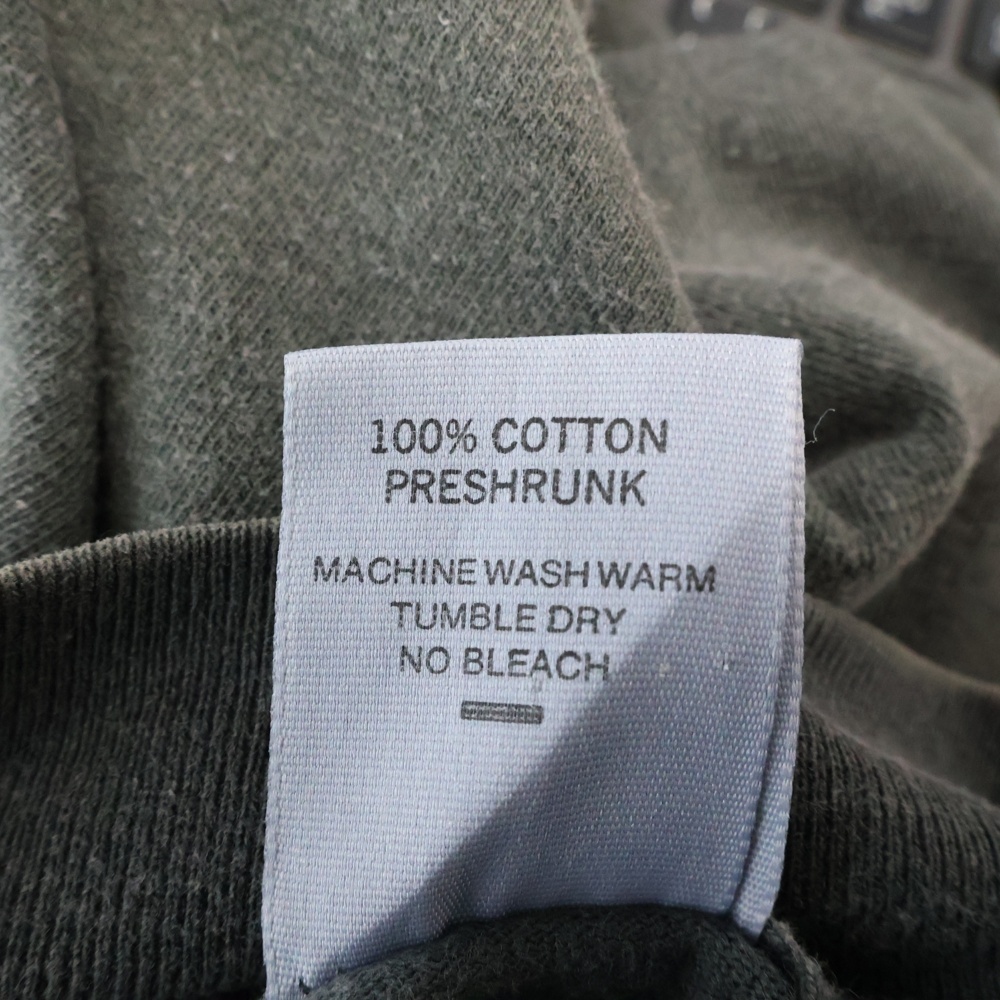 100% COTTON
PRESHRUNK
MACHINE WASH WARM
TUMBLE DRY
NO BLEACH